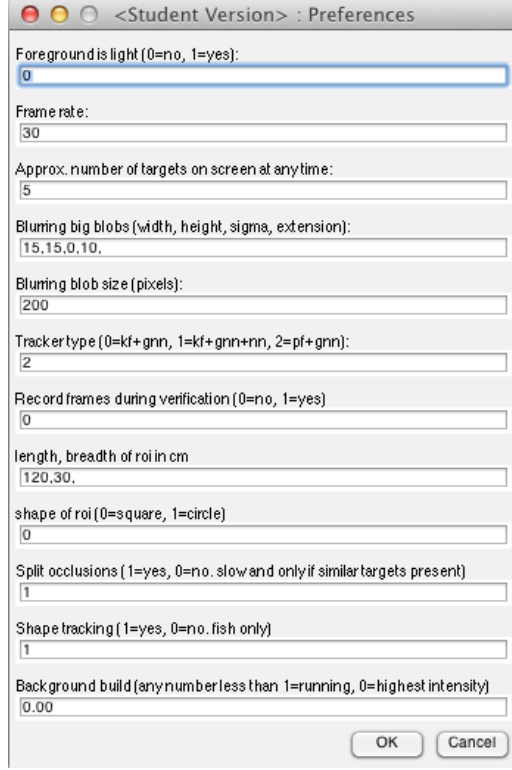 <Student Version> : Preferences
Foreground is light (0=no, 1=yes):
0
Frame rate:
30
Approx. number of targets on screen at any time:
5
Blurring big blobs (width, height, sigma, extension):
15,15,0,10,
Blurring blob size (pixels):
200
Tracker type (0=kf+gnn, 1=kf+gnn+nn, 2=pf+gnn):
2
Record frames during verification (0=no, 1=yes)
0
length, breadth of roi in cm
120,30,
shape of roi (0=square, 1=circle)
0
Split occlusions (1=yes, 0=no. slow and only if similar targets present)
1
Shape tracking (1=yes, 0=no. fish only)
1
Background build (any number less than 1=running, 0=highest intensity)
0.00
OK Cancel